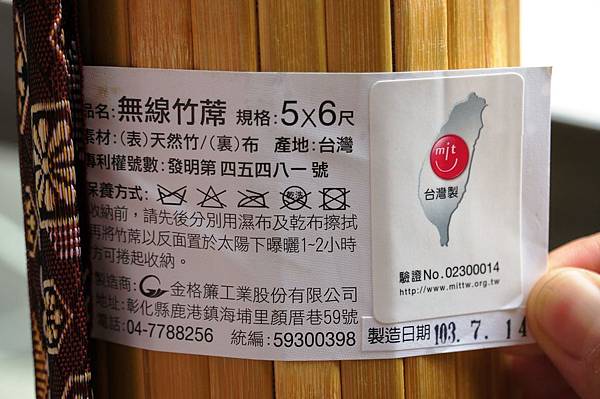 品名: 無線竹蓆 規格: 5X6尺
素材:(表)天然竹/(裏)布 產地:台灣
專利權號數:發明第 四五四八一 號
保養方式:
乾洗
收納前,請先後分別用濕布及乾布擦拭
再將竹蓆以反面置於太陽下曝曬1-2小時
方可捲起收納。
製造商: 金格簾工業股份有限公司
地址:彰化縣鹿港鎮海埔里顏厝巷59號
電話:04-7788256 統編:59300398
mit
台灣製
驗證No.02300014
http://www.mittw.org.tw
製造日期 103. 7. 14